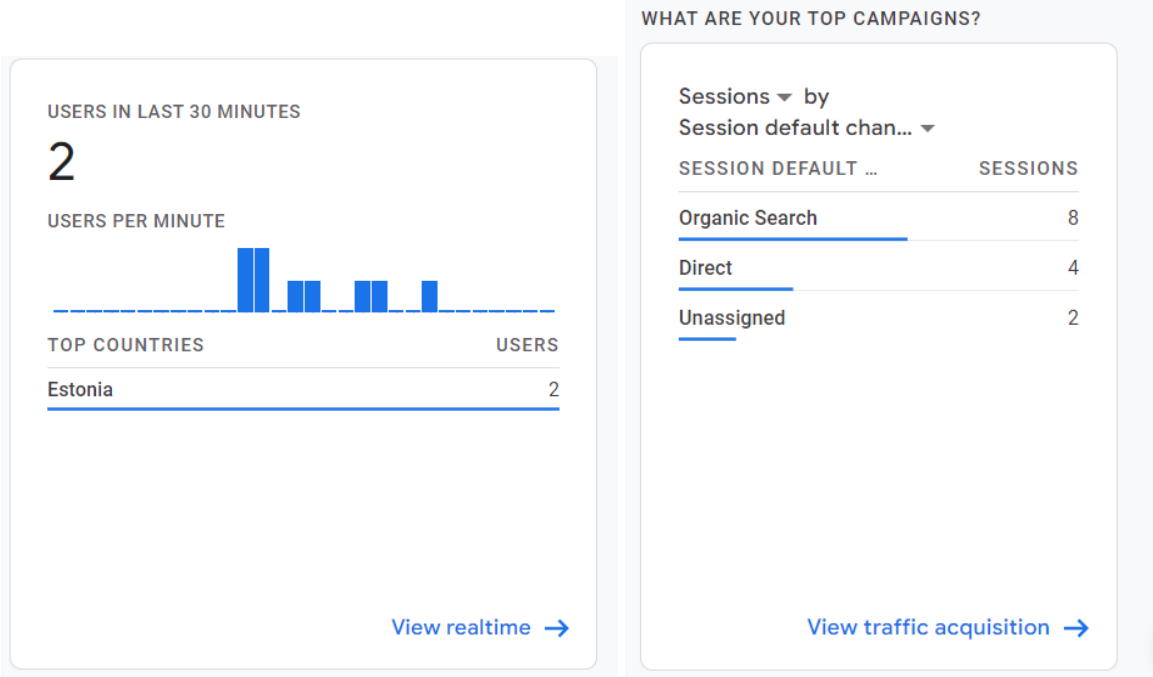 USERS IN LAST 30 MINUTES
2
USERS PER MINUTE
TOP COUNTRIES USERS
Estonia 2
View realtime →
WHAT ARE YOUR TOP CAMPAIGNS?
Sessions by
Session default chan...
SESSION DEFAULT ... SESSIONS
Organic Search 8
Direct 4
Unassigned 2
View traffic acquisition →